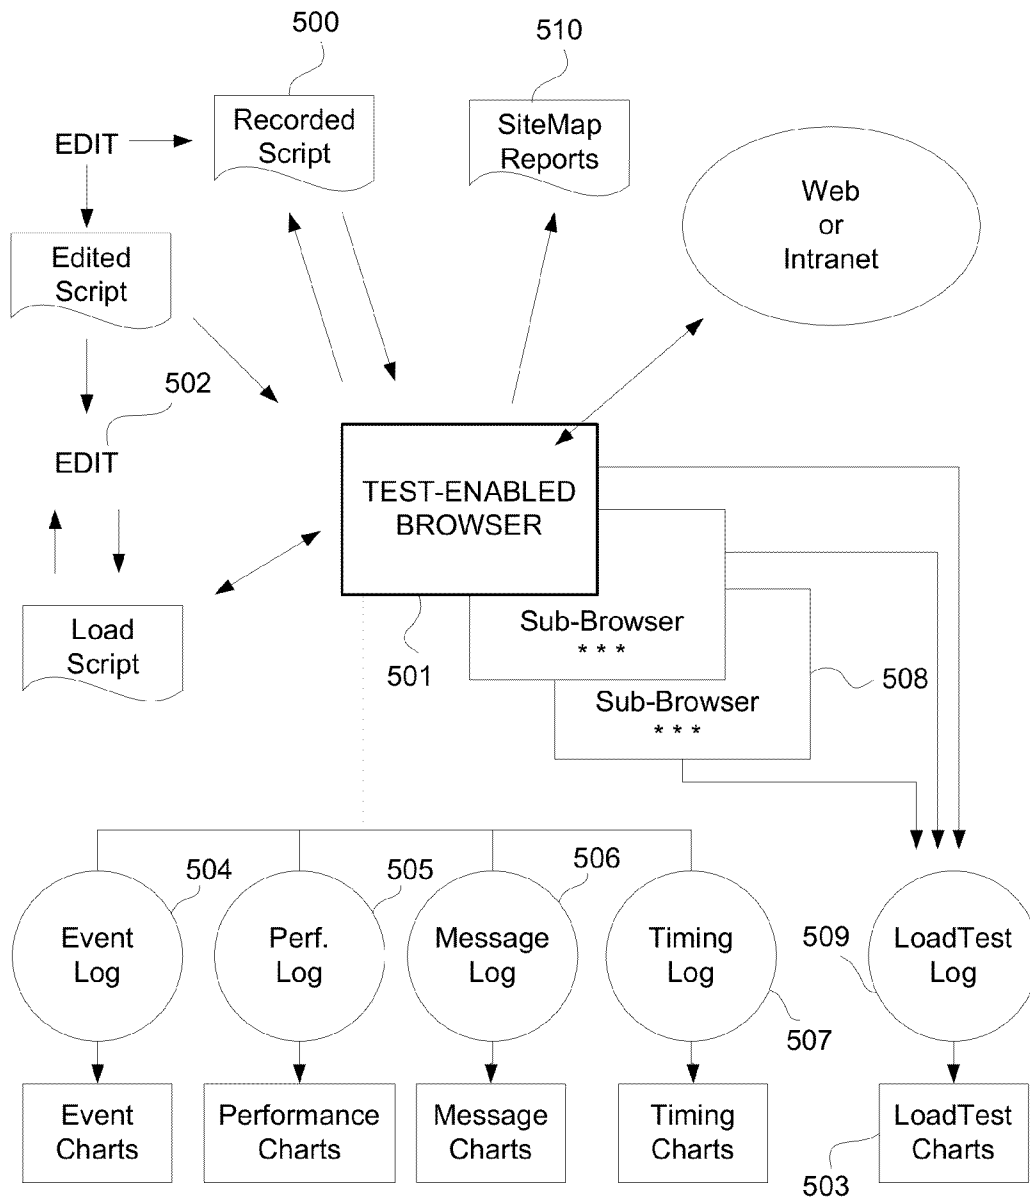 500
510
Recorded
Script
SiteMap
Reports
EDIT
Web
or
Intranet
Edited
Script
502
EDIT
TEST-ENABLED
BROWSER
Load
Script
Sub-Browser
* * *
501
508
Sub-Browser
* * *
504
505
506
Event
Log
Perf.
Log
Message
Log
Timing
Log
509
LoadTest
Log
507
Event
Charts
Performance
Charts
Message
Charts
Timing
Charts
LoadTest
Charts
503